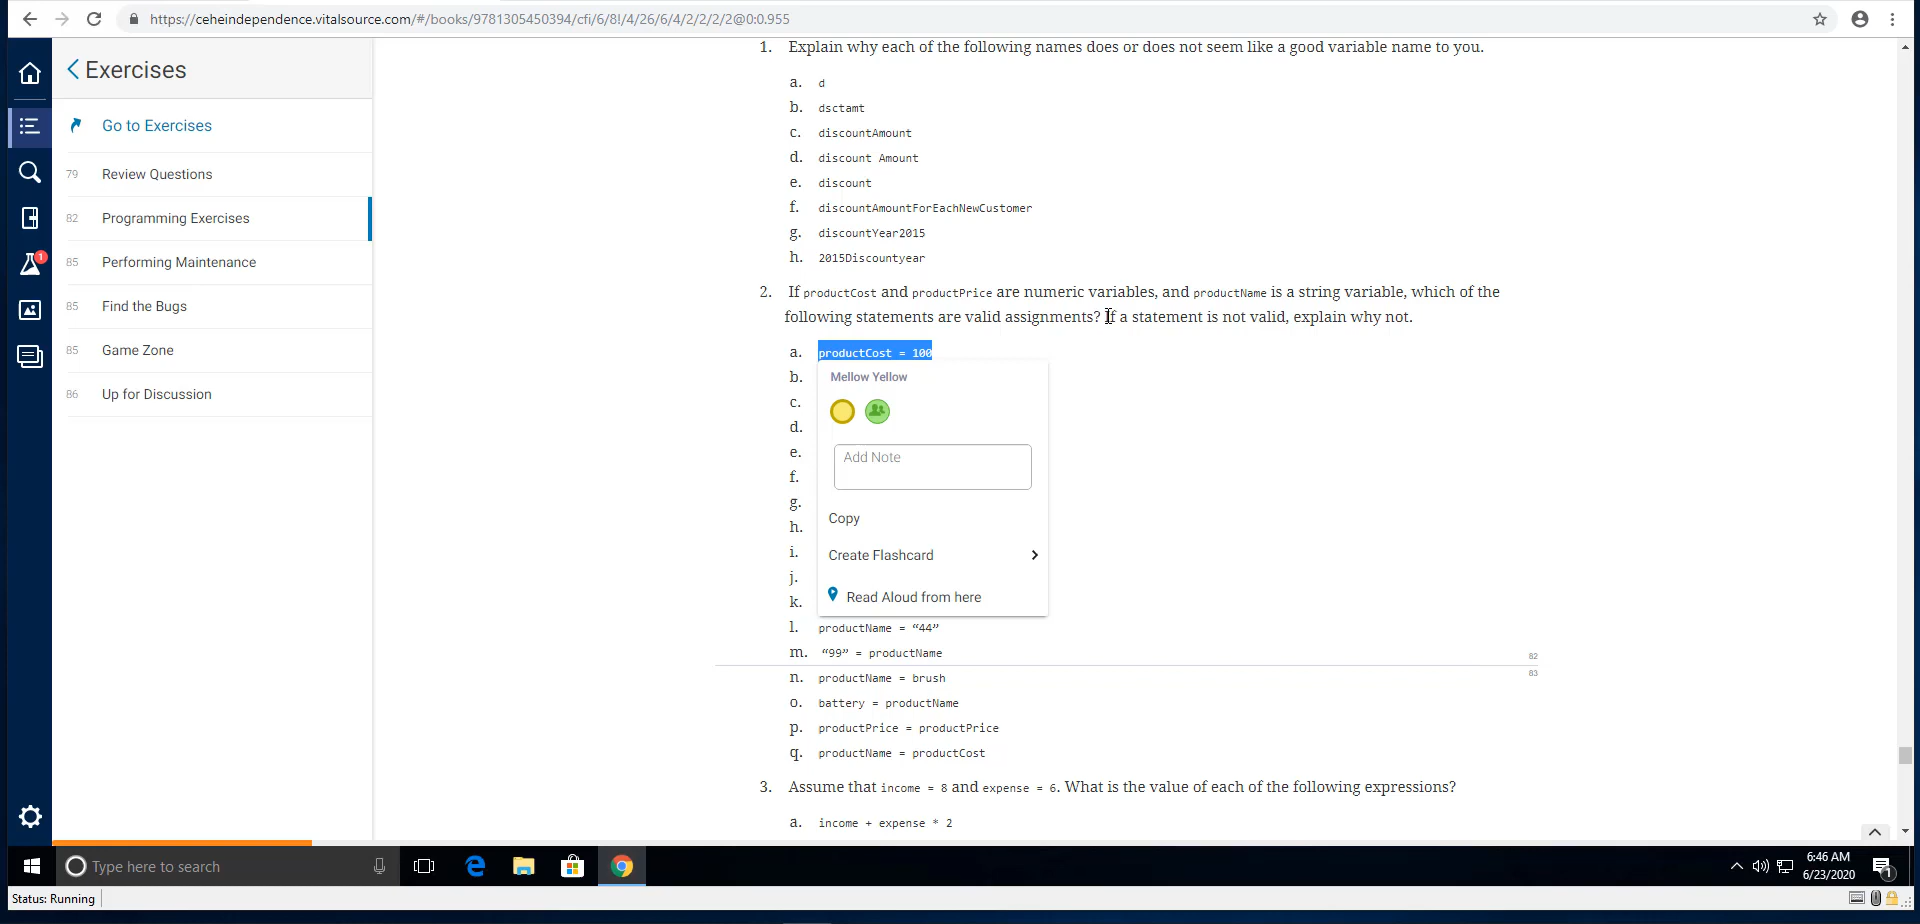 https://ceheindependence.vitalsource.com/#/books/9781305450394/cfi/6/8!/4/26/6/4/2/2/2/2@0:0.955
Exercises
Go to Exercises
79 Review Questions
82 Programming Exercises
85 Performing Maintenance
85 Find the Bugs
85 Game Zone
86 Up for Discussion
1
1. Explain why each of the following names does or does not seem like a good variable name to you.
a. d
b. dsctamt
c. discountAmount
d. discount Amount
e. discount
f. discountAmountForEachNewCustomer
g. discountYear2015
h. 2015Discountyear
2. If productCost and productPrice are numeric variables, and productName is a string variable, which of the
following statements are valid assignments? If a statement is not valid, explain why not.
a. productCost = 100
b.
c.
d.
e.
f.
g.
h.
i.
j.
k.
Mellow Yellow
Add Note
Copy
Create Flashcard
Read Aloud from here
l. productName = “44”
m. “99” = productName
82
83
n. productName = brush
o. battery = productName
p. productPrice = productPrice
q. productName = productCost
3. Assume that income = 8 and expense = 6. What is the value of each of the following expressions?
a. income + expense * 2
Type here to search
6:46 AM
6/23/2020
1
Status: Running